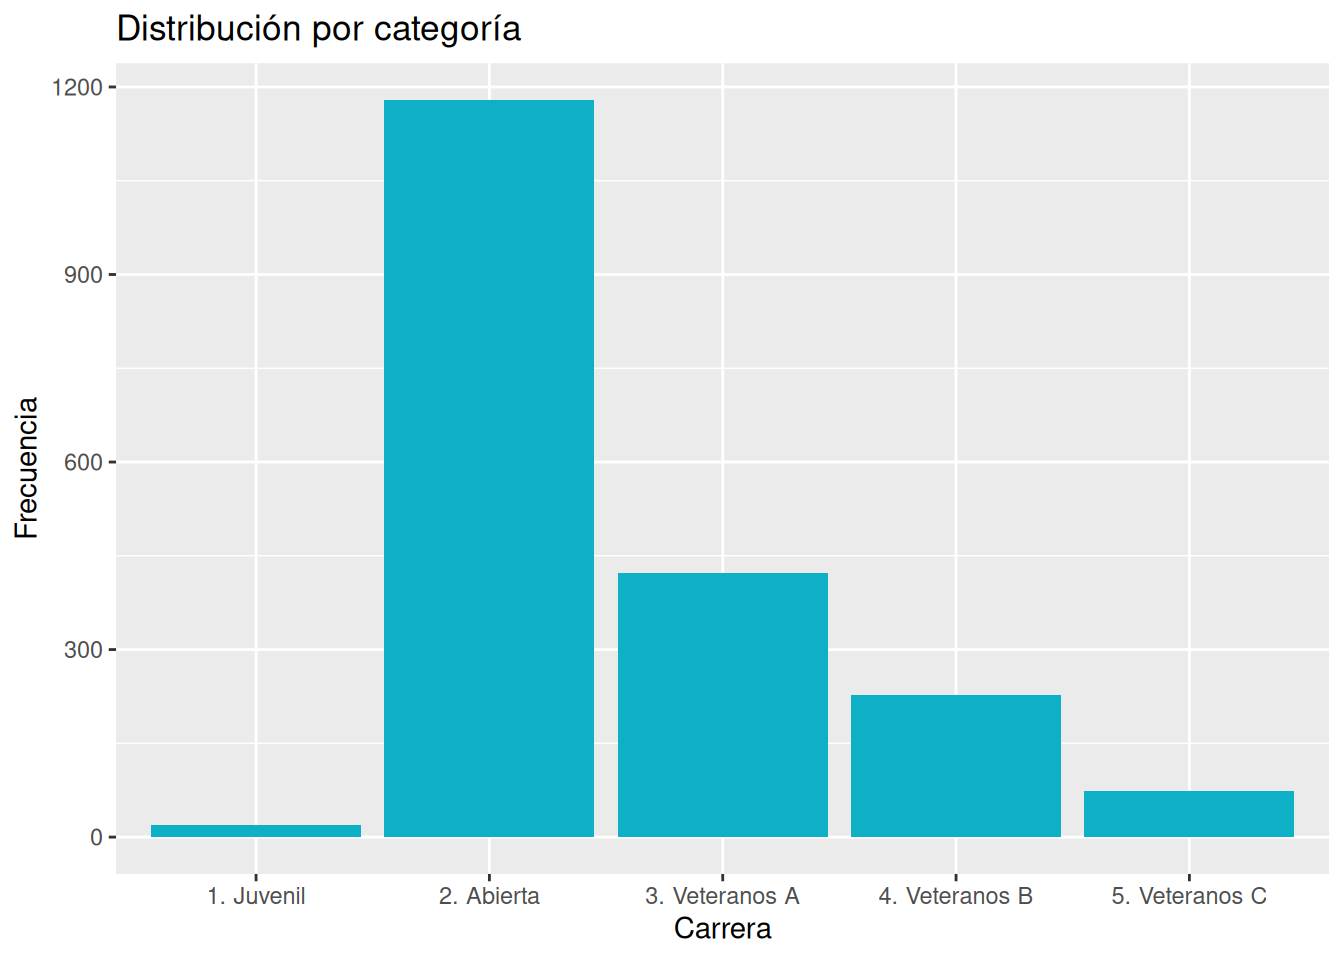 Distribución por categoría
1200
900
600
300
0
Frecuencia
1. Juvenil
2. Abierta
3. Veteranos A
4. Veteranos B
5. Veteranos C
Carrera